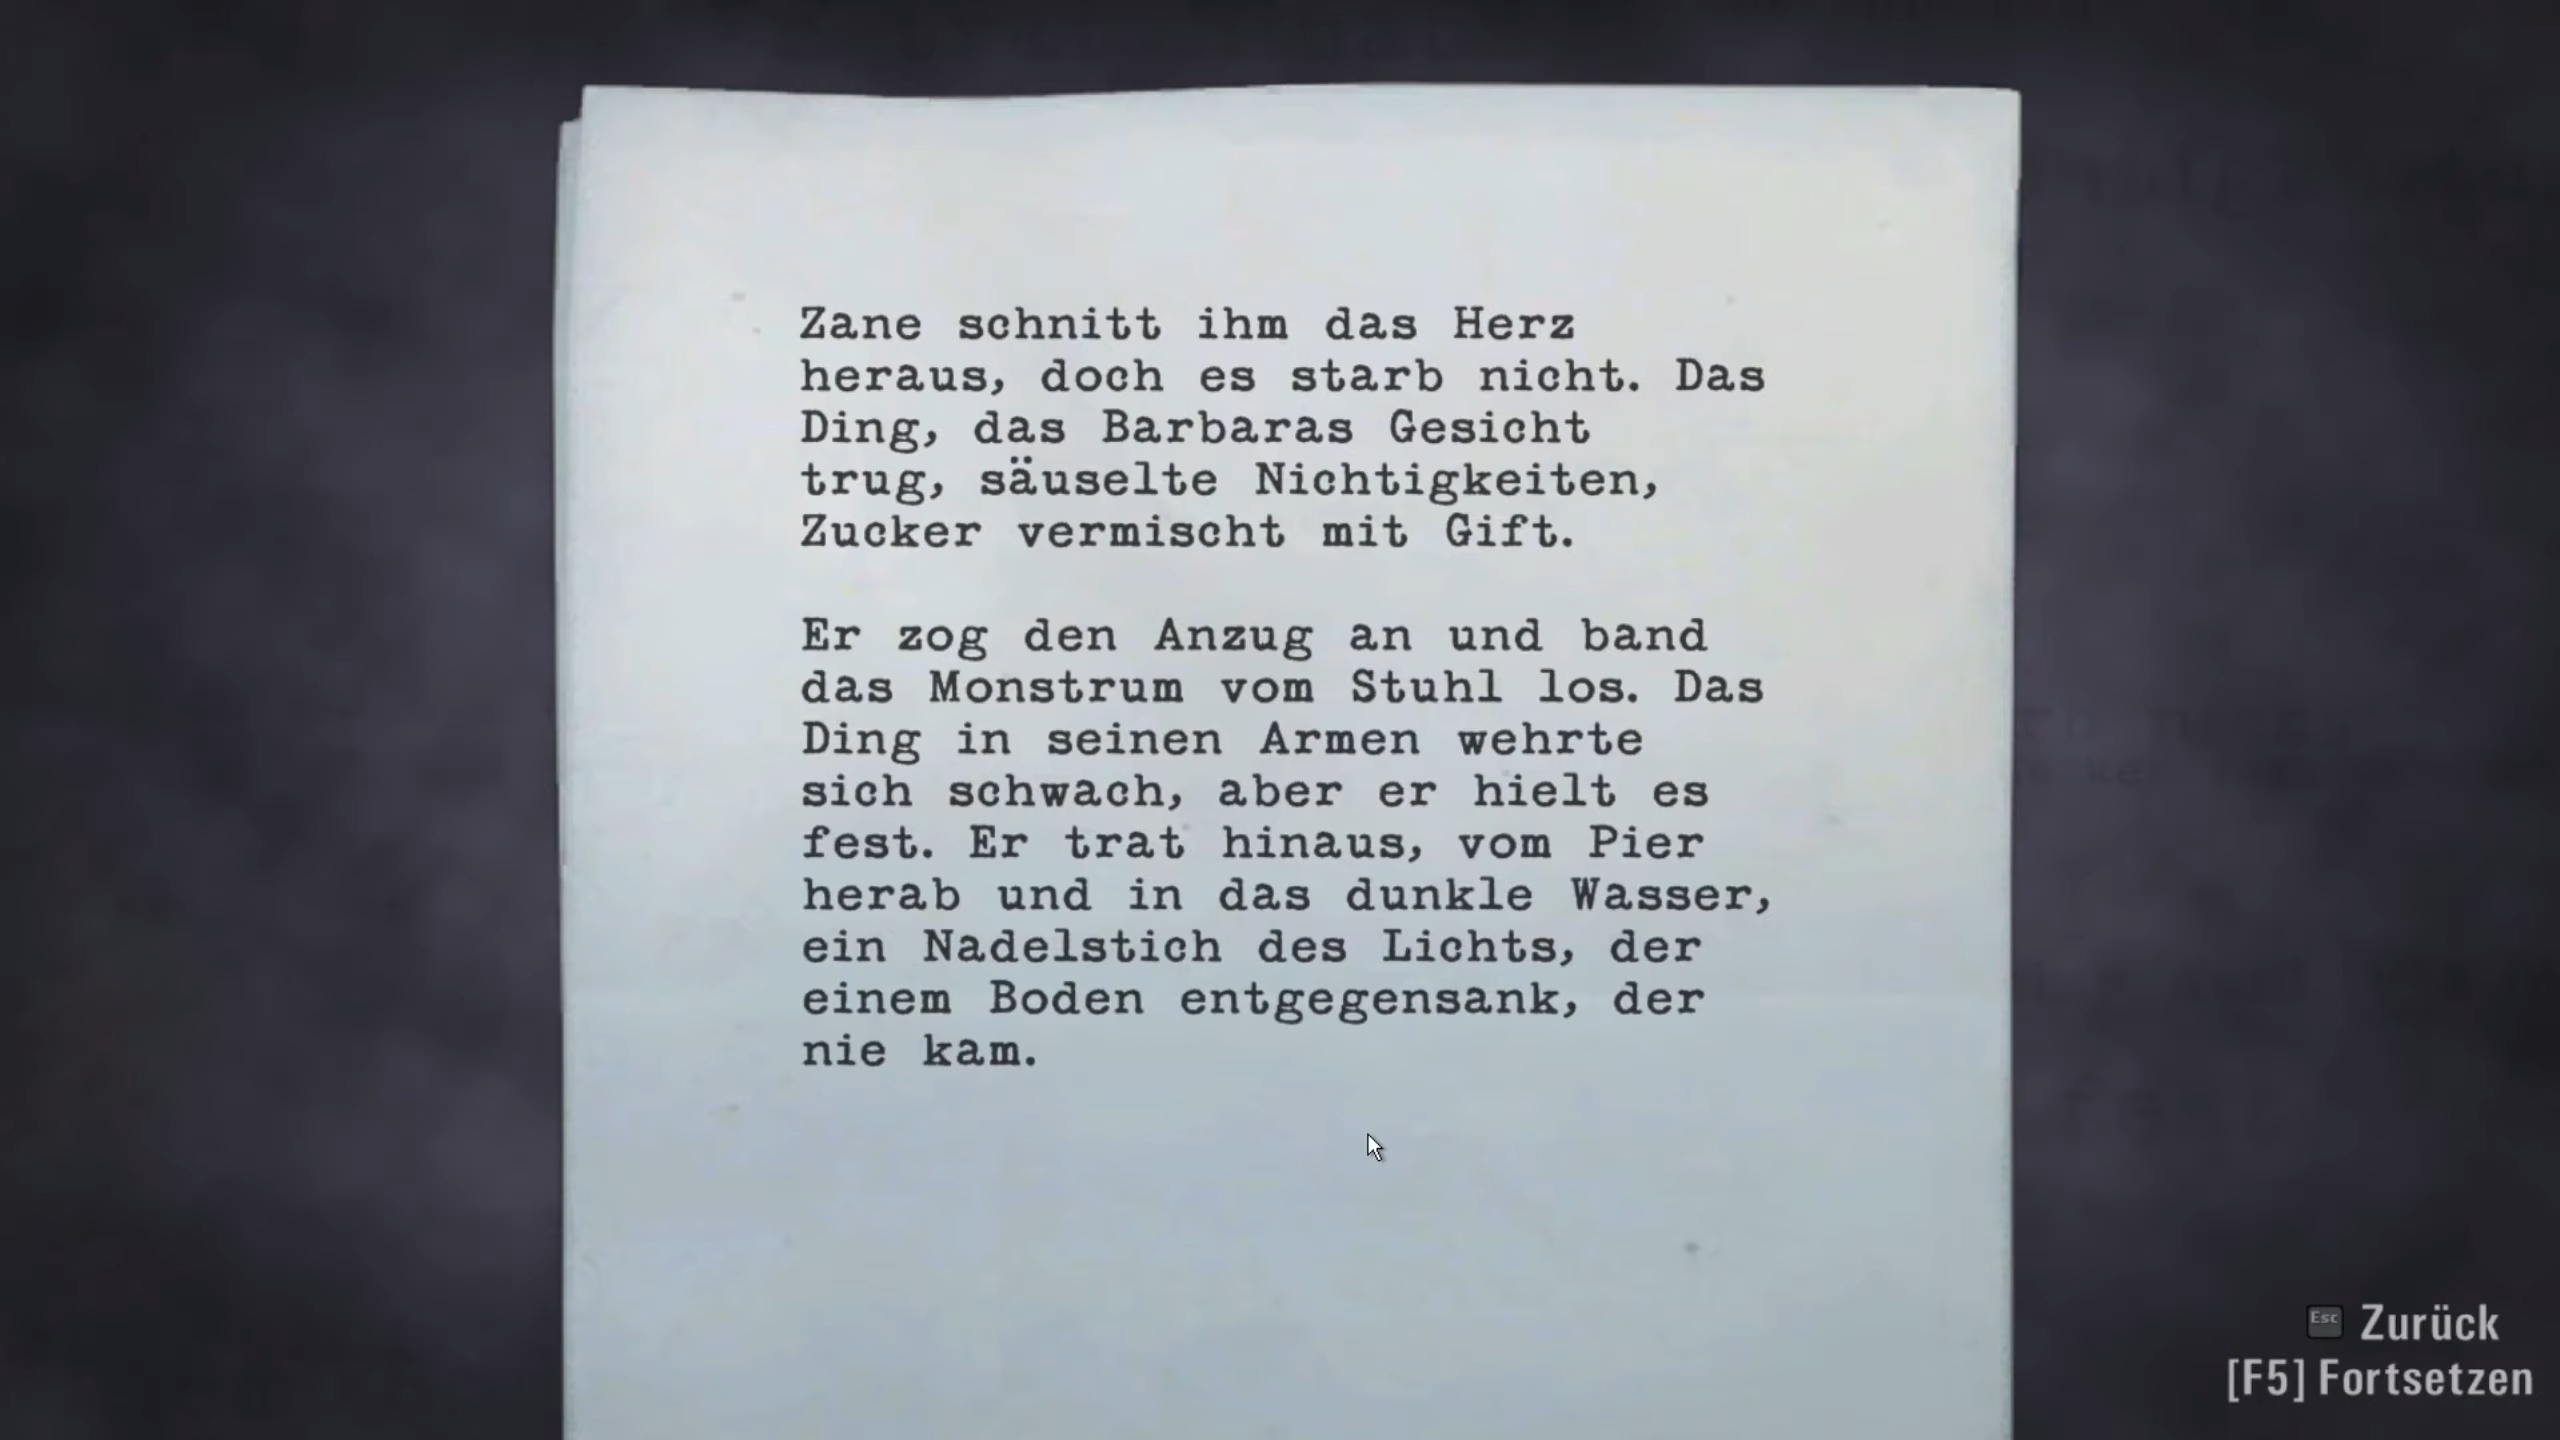 Zane schnitt ihm das Herz
heraus, doch es starb nicht. Das
Ding, das Barbaras Gesicht
trug, säuselte Nichtigkeiten,
Zucker vermischt mit Gift.
Er zog den Anzug an und band
das Monstrum vom Stuhl los. Das
Ding in seinen Armen wehrte
sich schwach, aber er hielt es
fest. Er trat hinaus, vom Pier
herab und in das dunkle Wasser,
ein Nadelstich des Lichts, der
einem Boden entgegensank, der
nie kam.
Esc Zurück
[F5] Fortsetzen